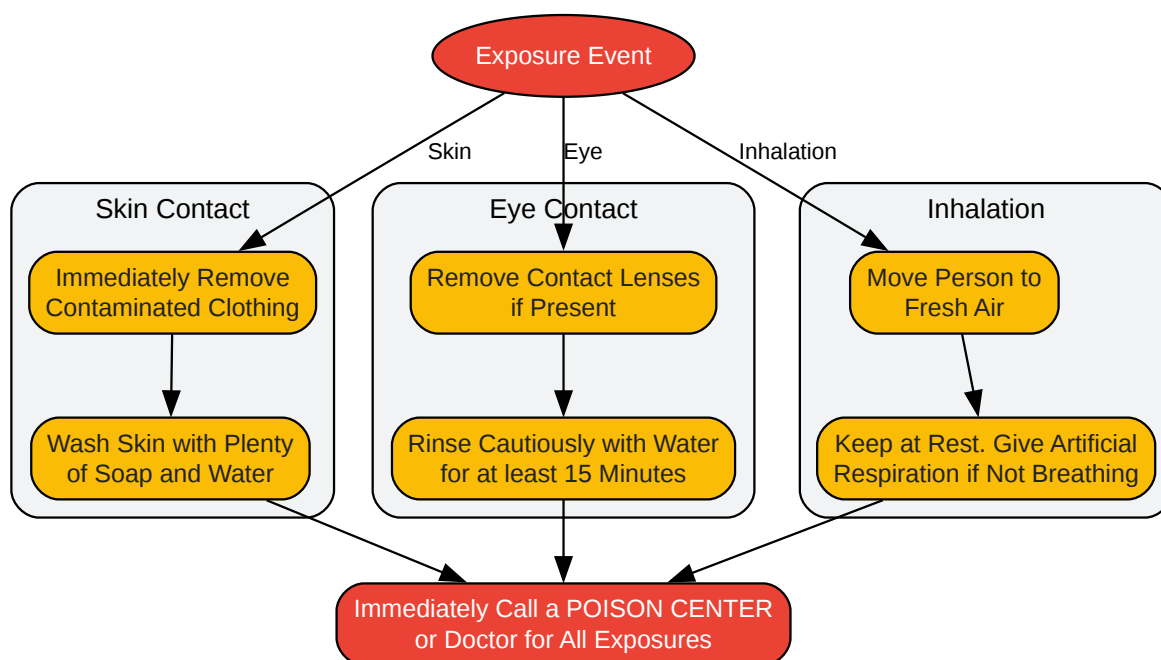 Exposure Event
Skin
Eye
Inhalation
Skin Contact
Immediately Remove
Contaminated Clothing
Wash Skin with Plenty
of Soap and Water
Eye Contact
Remove Contact Lenses
if Present
Rinse Cautiously with Water
for at least 15 Minutes
Inhalation
Move Person to
Fresh Air
Keep at Rest. Give Artificial
Respiration if Not Breathing
Immediately Call a POISON CENTER
or Doctor for All Exposures